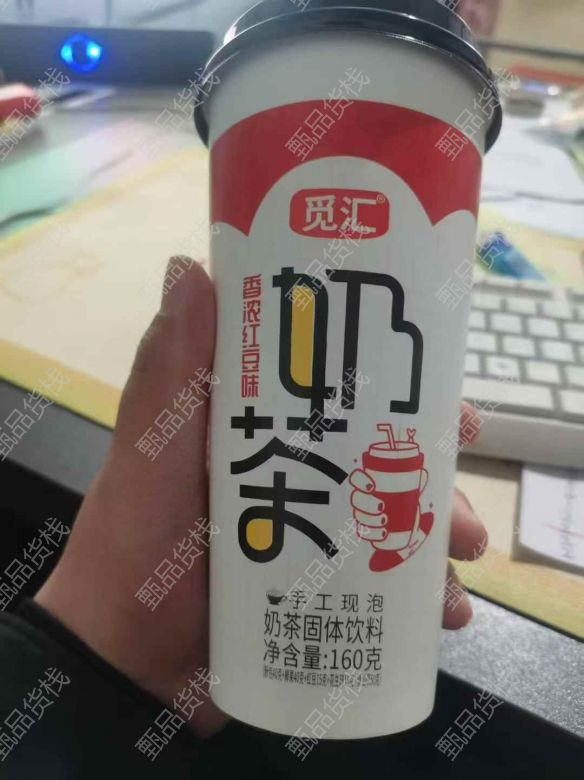 觅汇®
香浓红豆味
奶茶
手工现泡
奶茶固体饮料
净含量:160克
甄品货栈